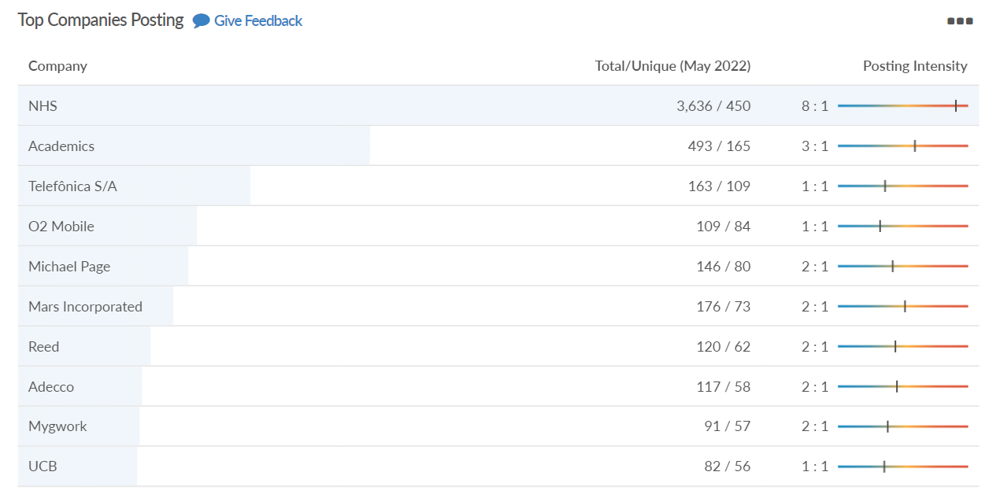 Top Companies Posting Give Feedback
Company Total/Unique (May 2022) Posting Intensity
NHS 3,636 / 450 8 : 1
Academics 493 / 165 3 : 1
Telefônica S/A 163 / 109 1 : 1
O2 Mobile 109 / 84 1 : 1
Michael Page 146 / 80 2 : 1
Mars Incorporated 176 / 73 2 : 1
Reed 120 / 62 2 : 1
Adecco 117 / 58 2 : 1
Mygwork 91 / 57 2 : 1
UCB 82 / 56 1 : 1